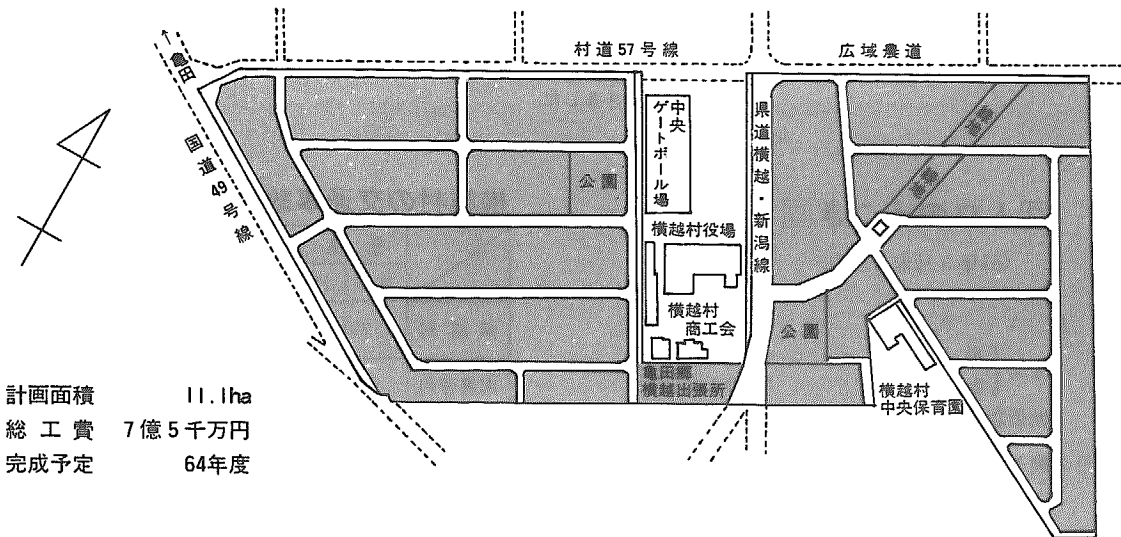 村道57号線
広域農道
↑亀田
国道49号線
中央
ゲートボール場
県道横越・新潟線
公園
横越村役場
横越村
商工会
公園
亀田郷
横越出張所
横越村
中央保育園
計画面積 11.1ha
総工費 7億5千万円
完成予定 64年度